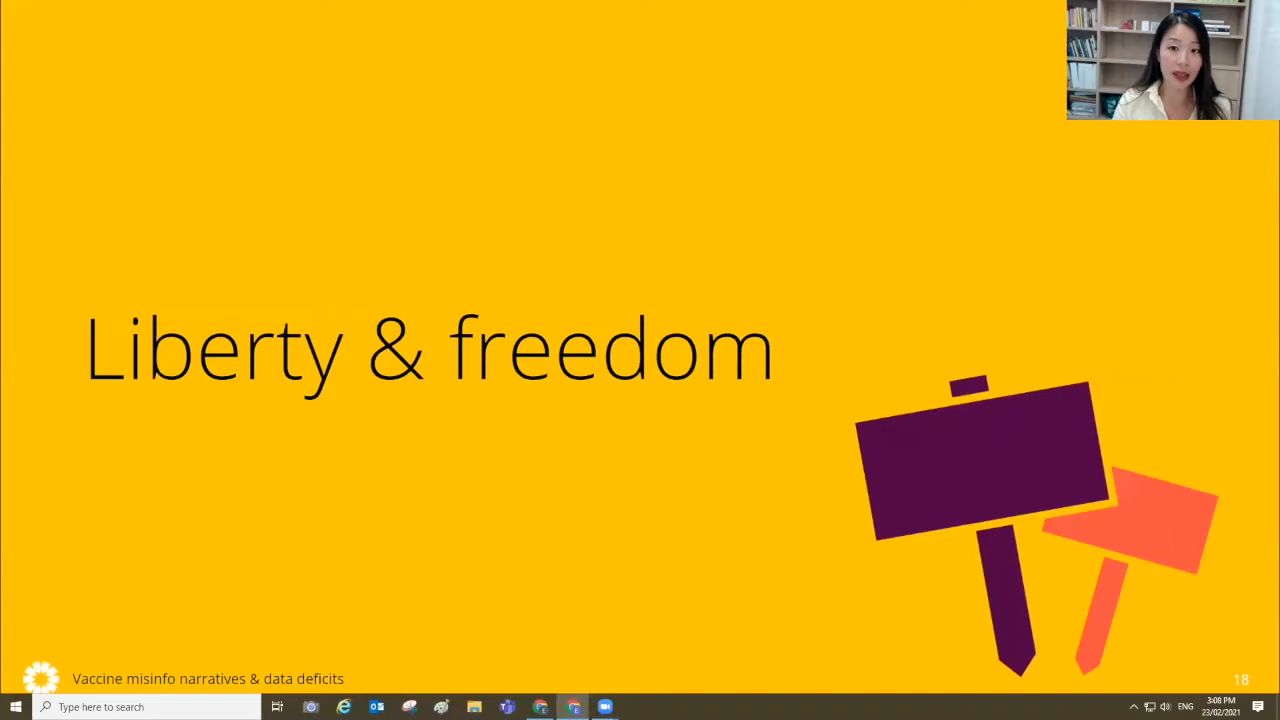 Liberty & freedom
Vaccine misinfo narratives & data deficits
18
Type here to search
ENG
3:08 PM
23/02/2021